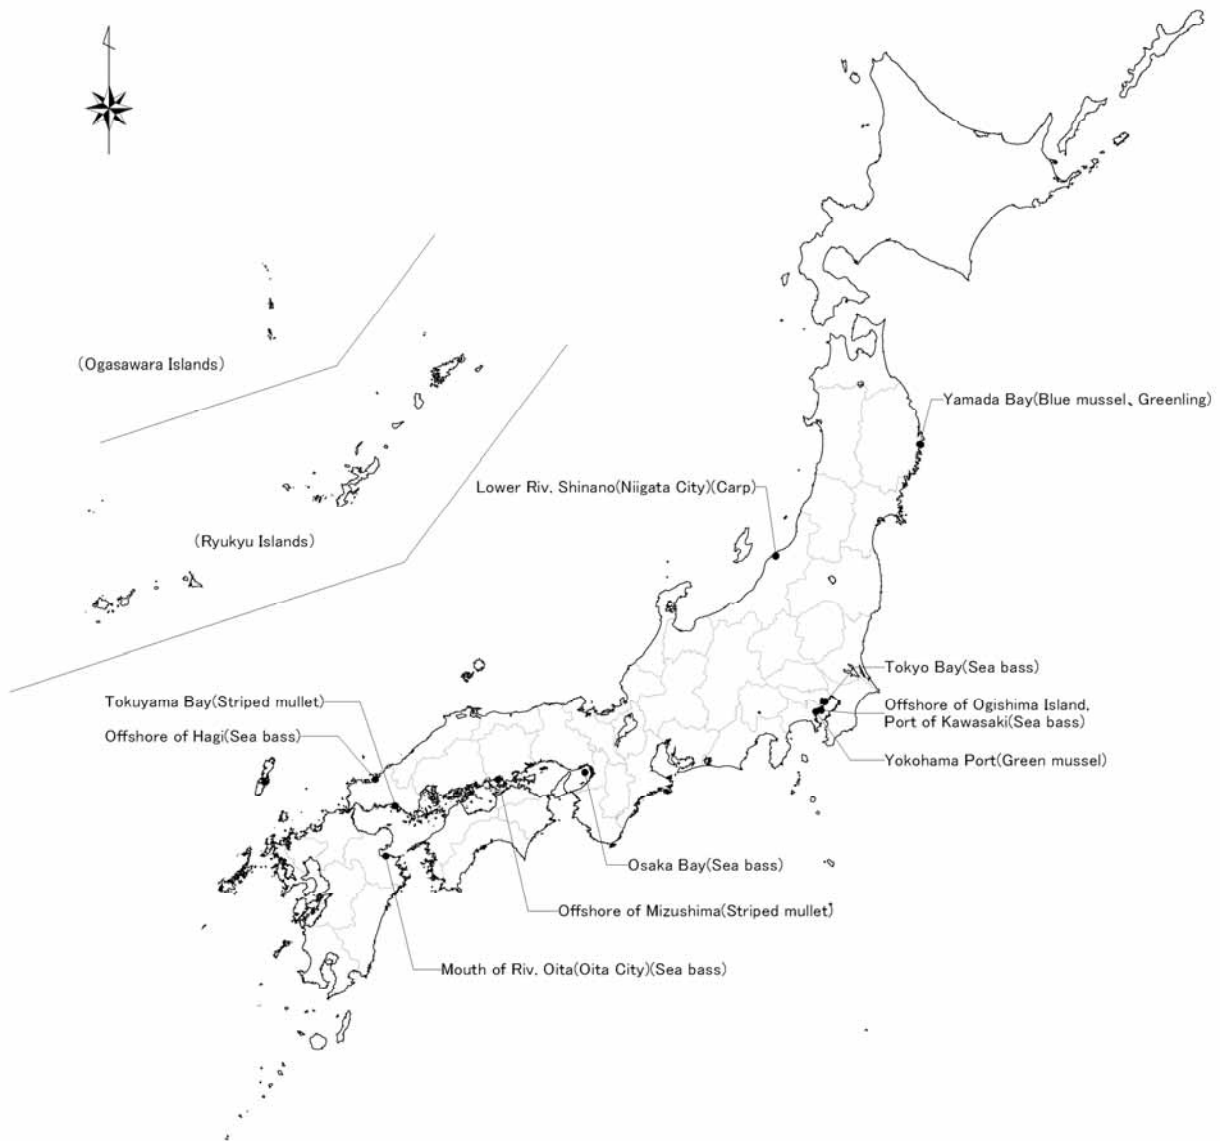 (Ogasawara Islands)
Yamada Bay(Blue mussel、Greenling)
Lower Riv. Shinano(Niigata City)(Carp)
(Ryukyu Islands)
Tokyo Bay(Sea bass)
Tokuyama Bay(Striped mullet)
Offshore of Ogishima Island,
Port of Kawasaki(Sea bass)
Offshore of Hagi(Sea bass)
Yokohama Port(Green mussel)
Osaka Bay(Sea bass)
Offshore of Mizushima(Striped mullet)
Mouth of Riv. Oita(Oita City)(Sea bass)